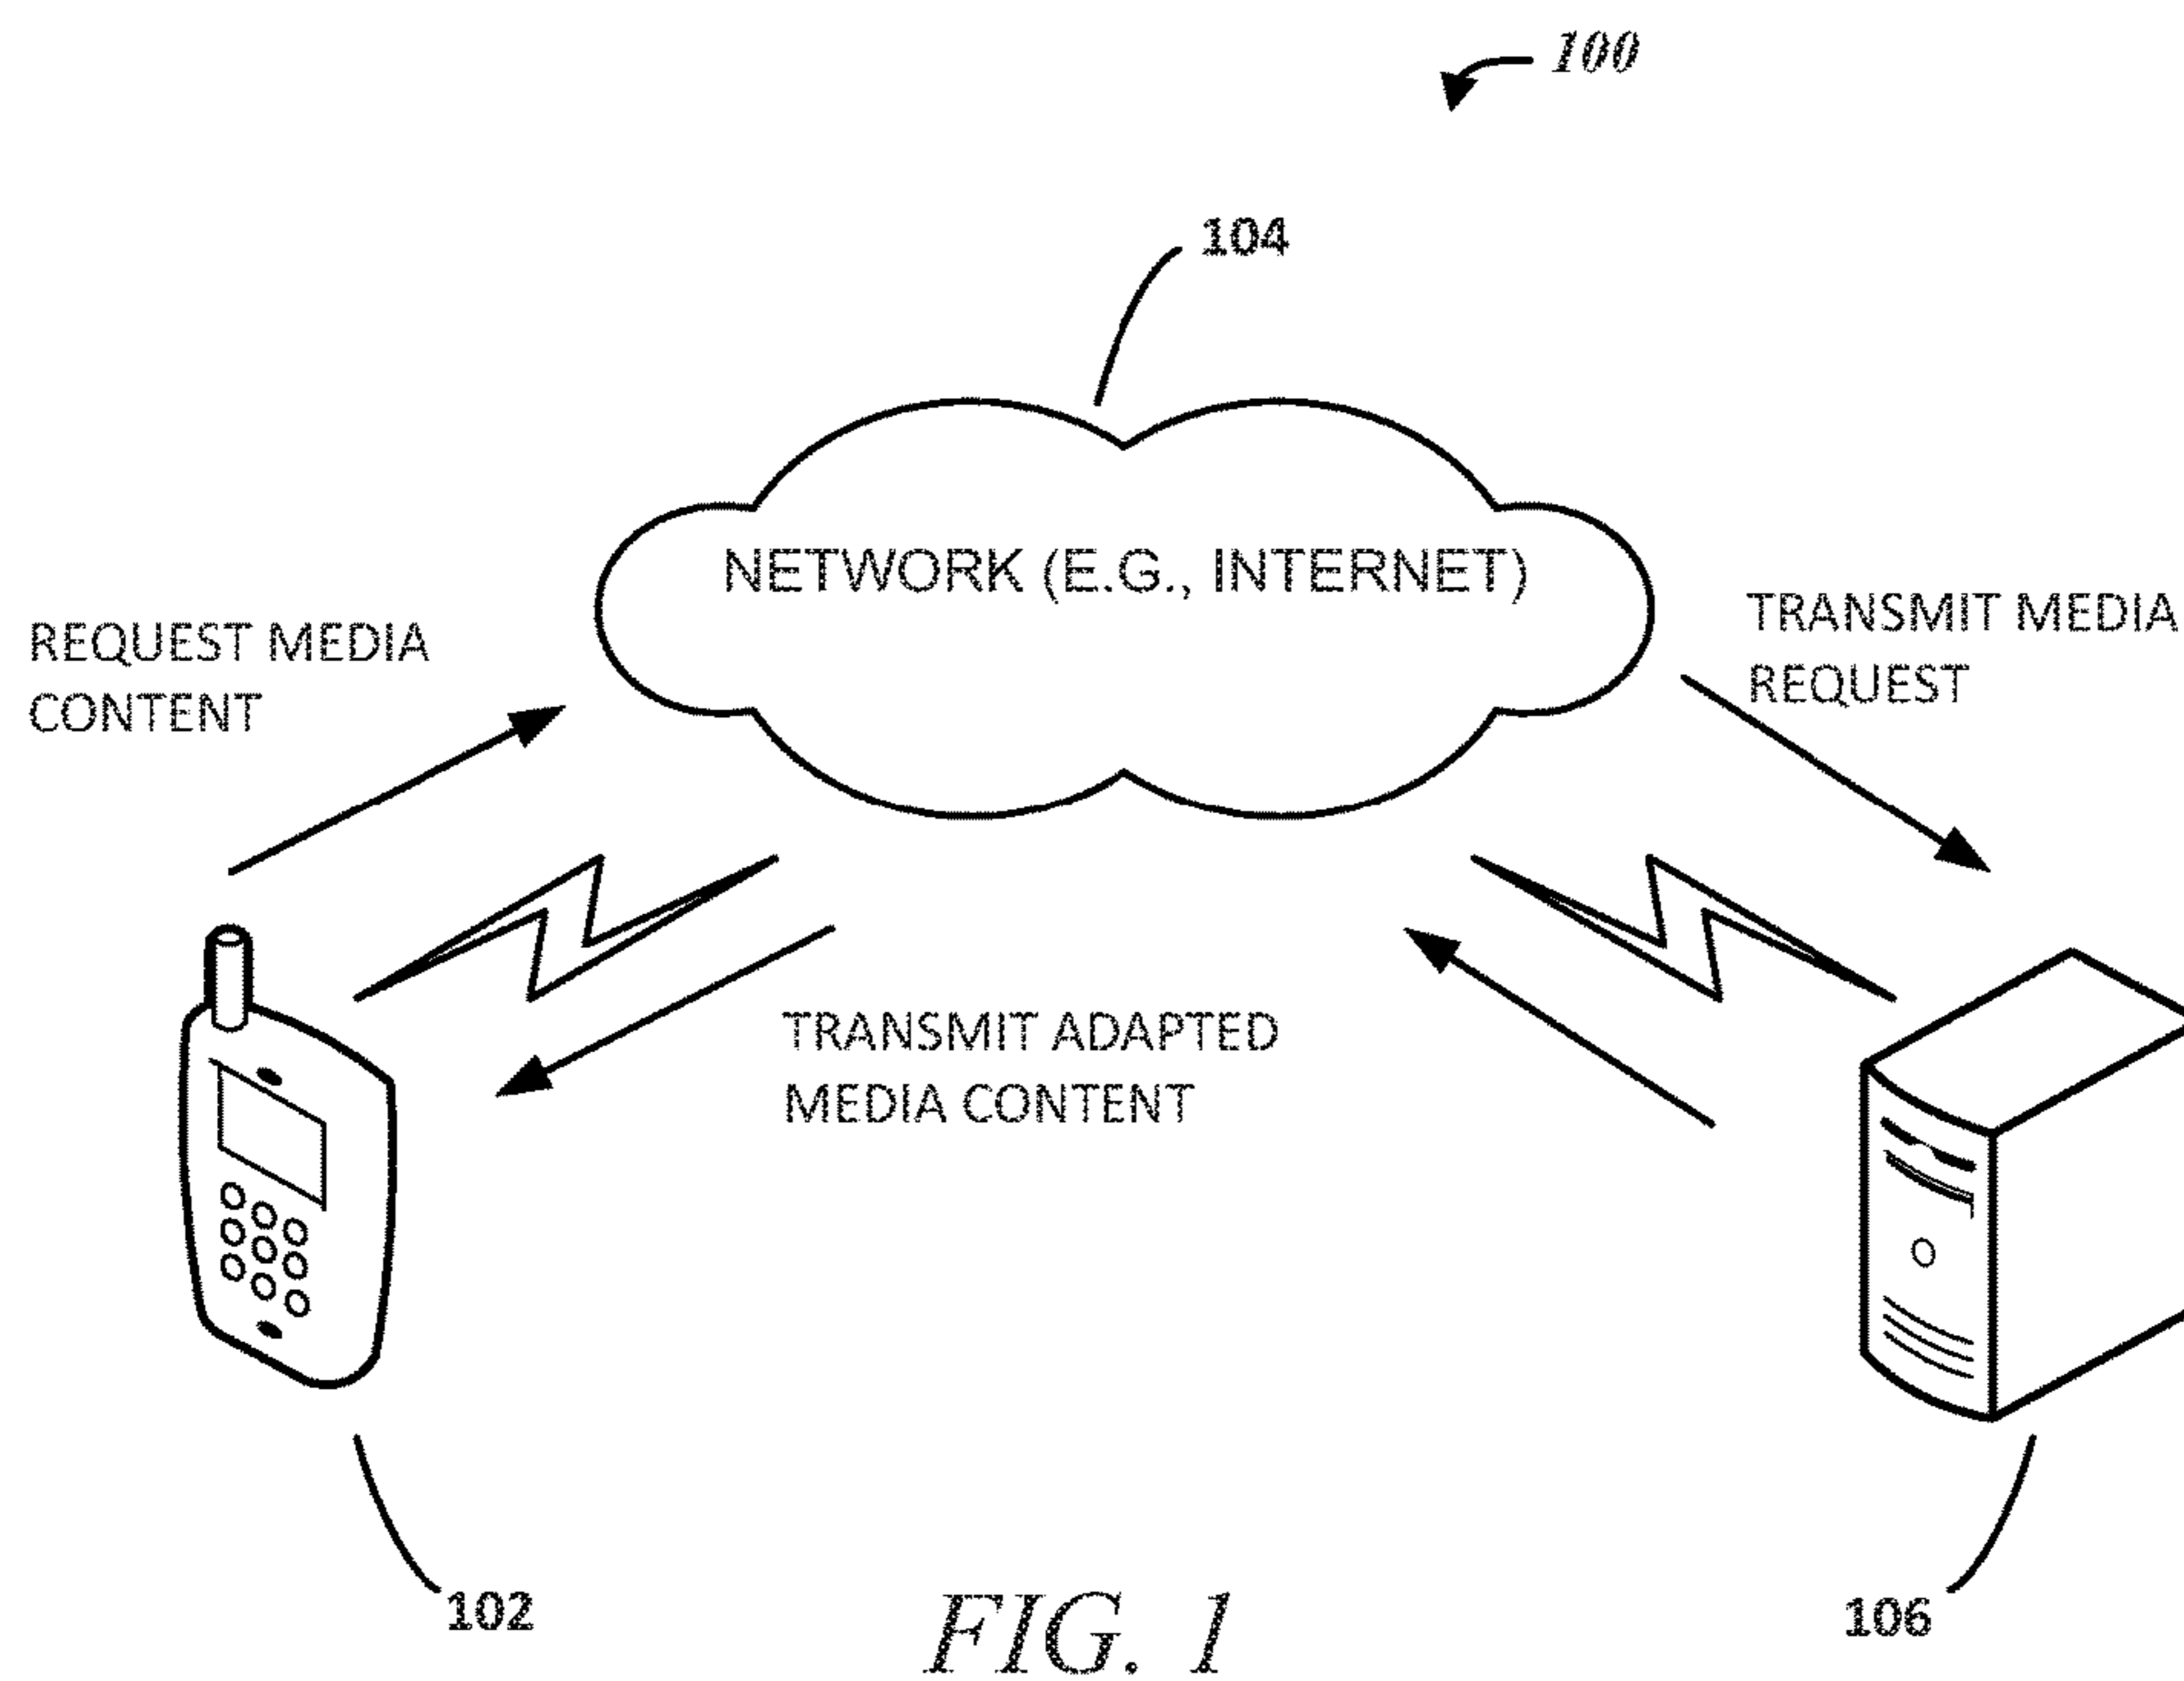 100
104
NETWORK (E.G., INTERNET)
REQUEST MEDIA
CONTENT
TRANSMIT MEDIA
REQUEST
TRANSMIT ADAPTED
MEDIA CONTENT
102
106
FIG. 1